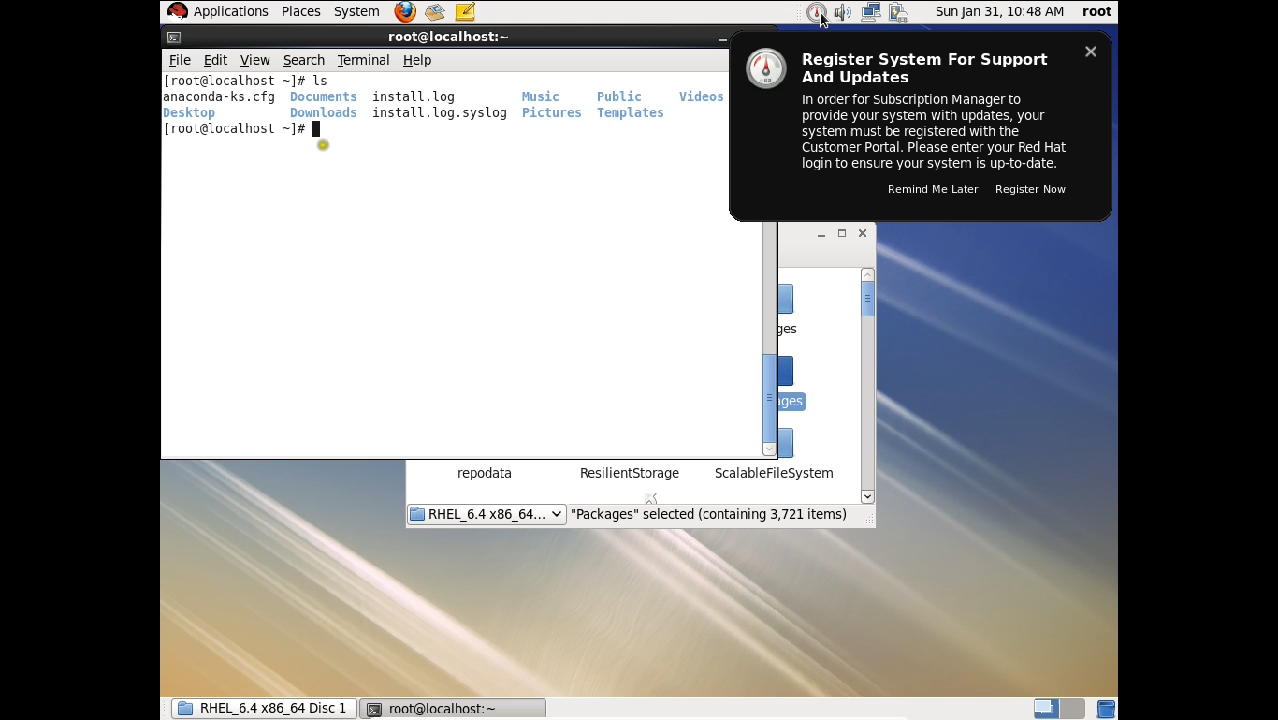 Applications Places System
Sun Jan 31, 10:48 AM root
root@localhost:~
File Edit View Search Terminal Help
[root@localhost ~]# ls
anaconda-ks.cfg Documents install.log Music Public Videos
Desktop Downloads install.log.syslog Pictures Templates
[root@localhost ~]#
Register System For Support
And Updates
In order for Subscription Manager to
provide your system with updates, your
system must be registered with the
Customer Portal. Please enter your Red Hat
login to ensure your system is up-to-date.
Remind Me Later Register Now
ges
ages
repodata ResilientStorage ScalableFileSystem
RHEL_6.4 x86_64... "Packages" selected (containing 3,721 items)
RHEL_6.4 x86_64 Disc 1 root@localhost:~